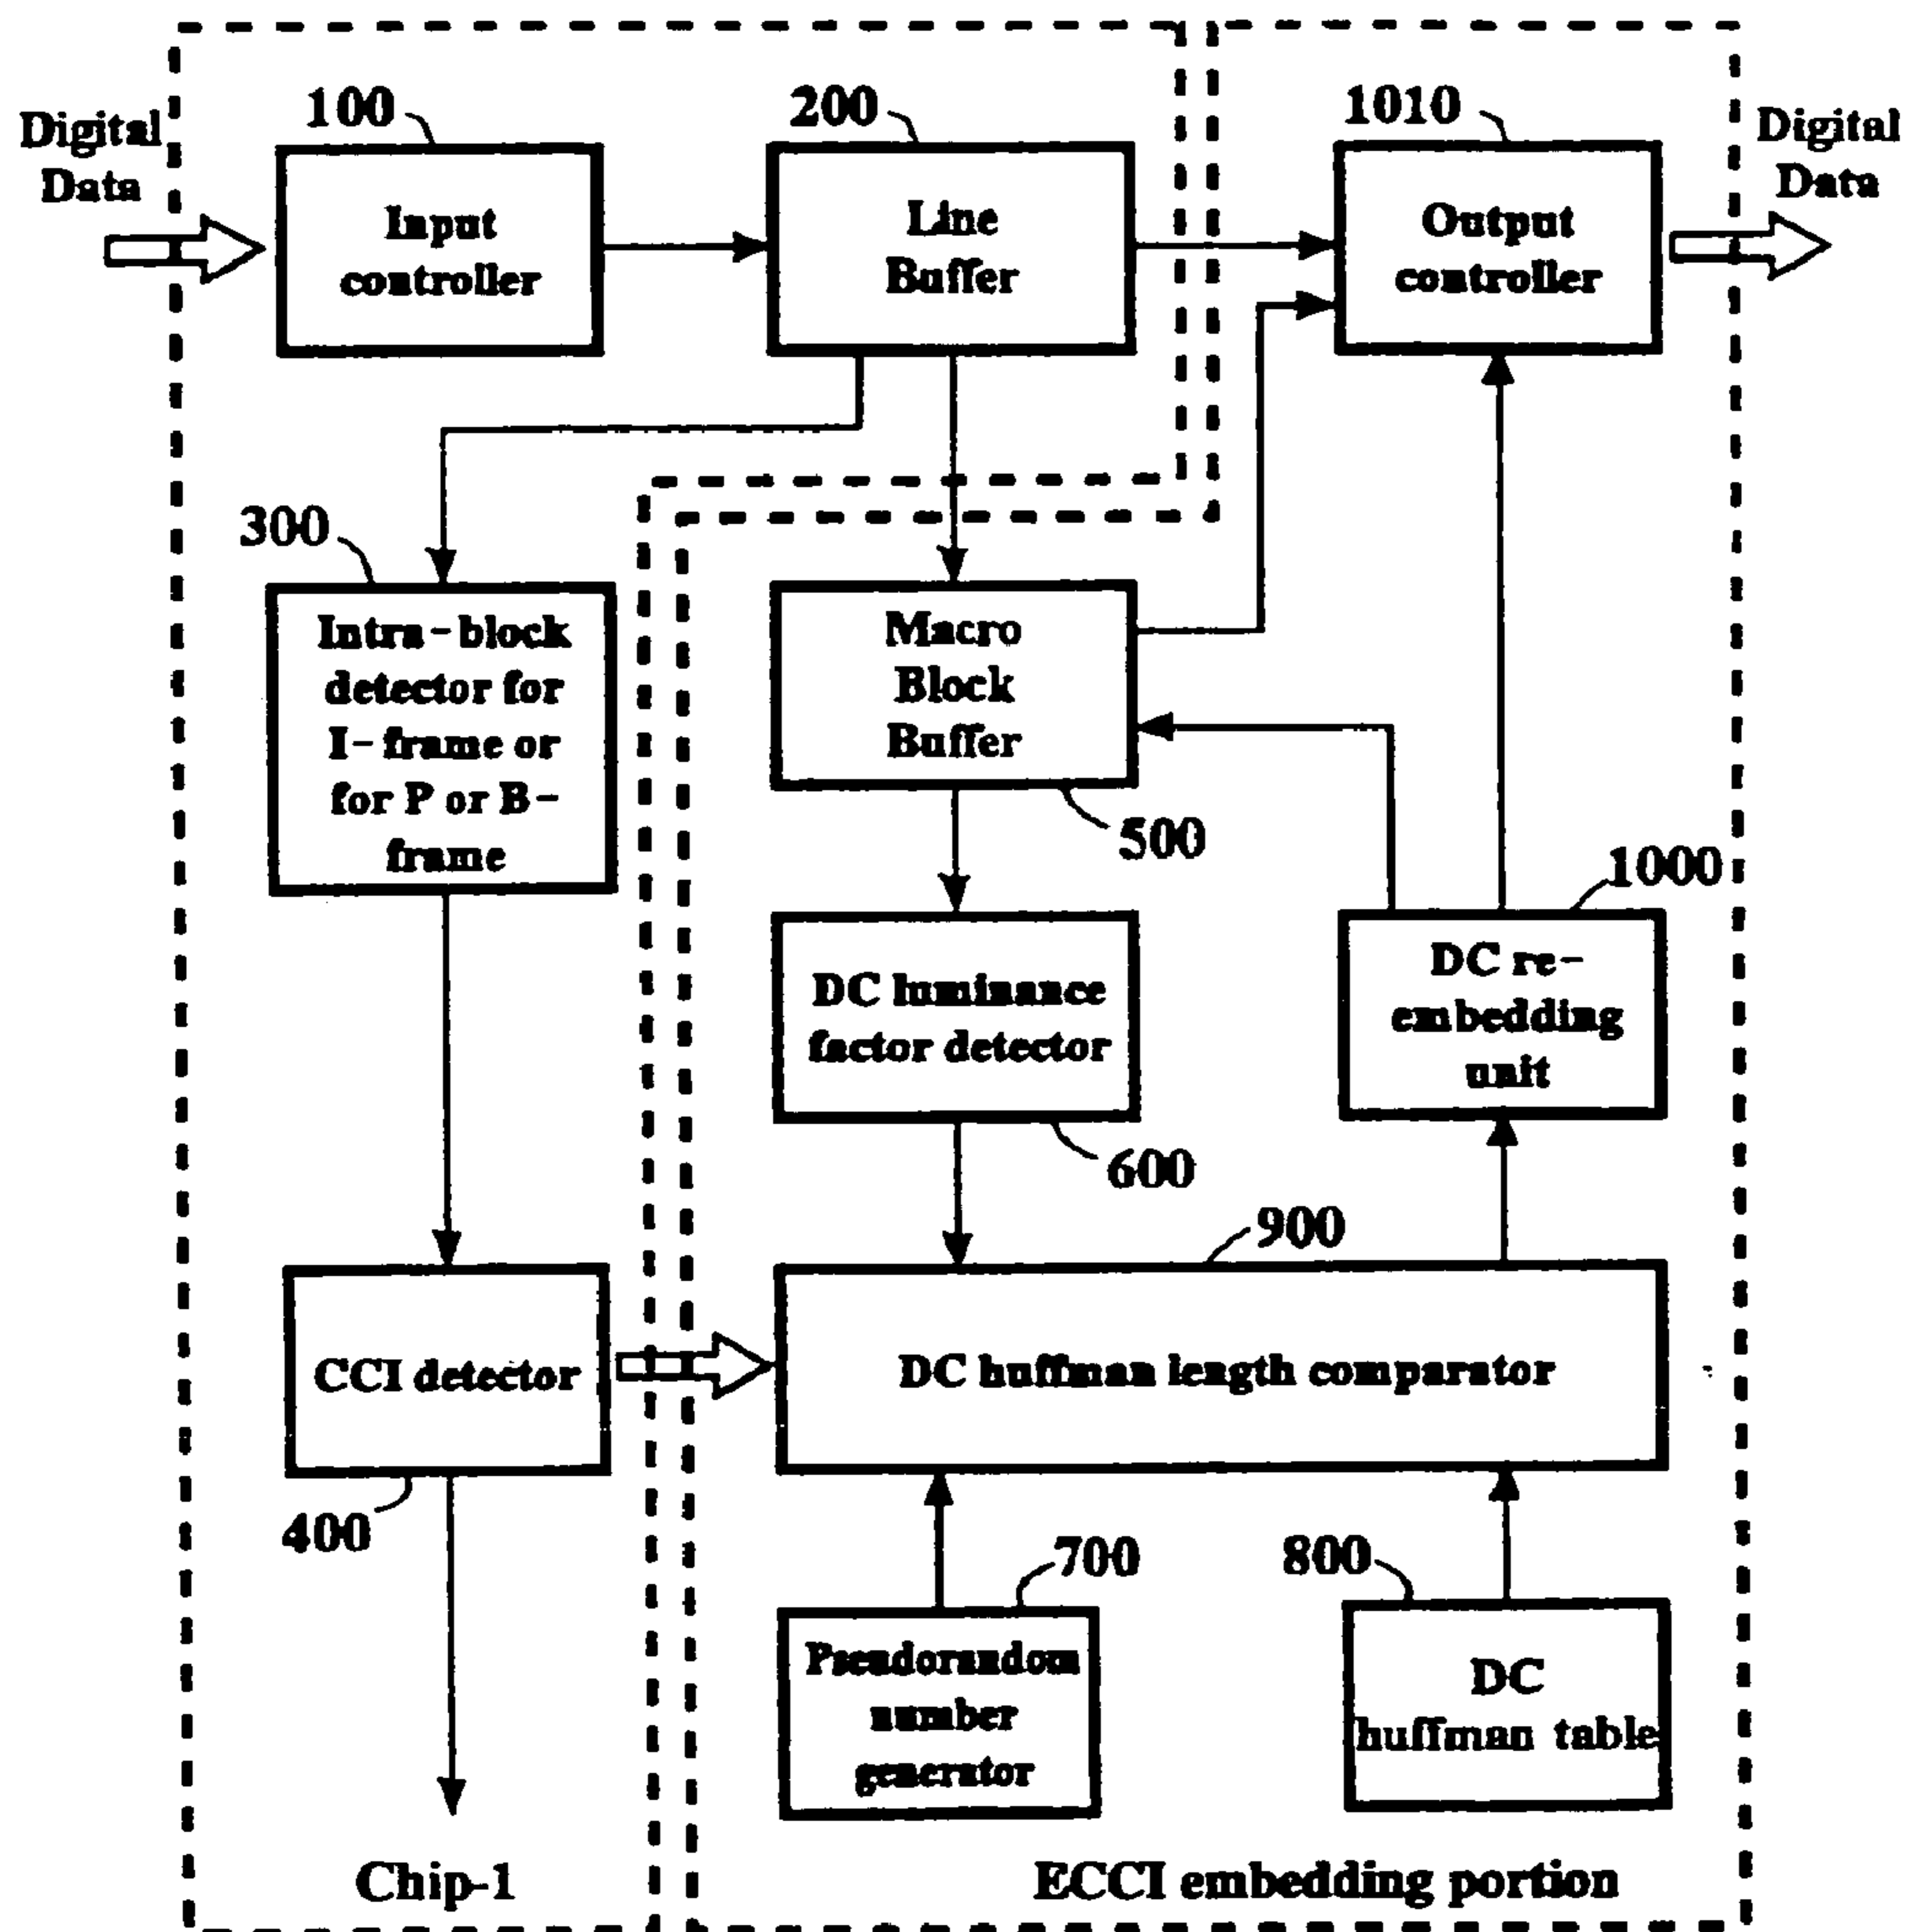 100
200
1010
Digital
Data
Digital
Data
Input
controller
Line
Buffer
Output
controller
300
Intra-block
detector for
I-frame or
for P or B-
frame
Macro
Block
Buffer
500
1000
DC luminance
factor detector
DC re-
embedding
unit
600
900
CCI detector
DC huffman length comparator
400
700
800
Pseudorandom
number
generator
DC
huffman table
Chip-1
ECCI embedding portion